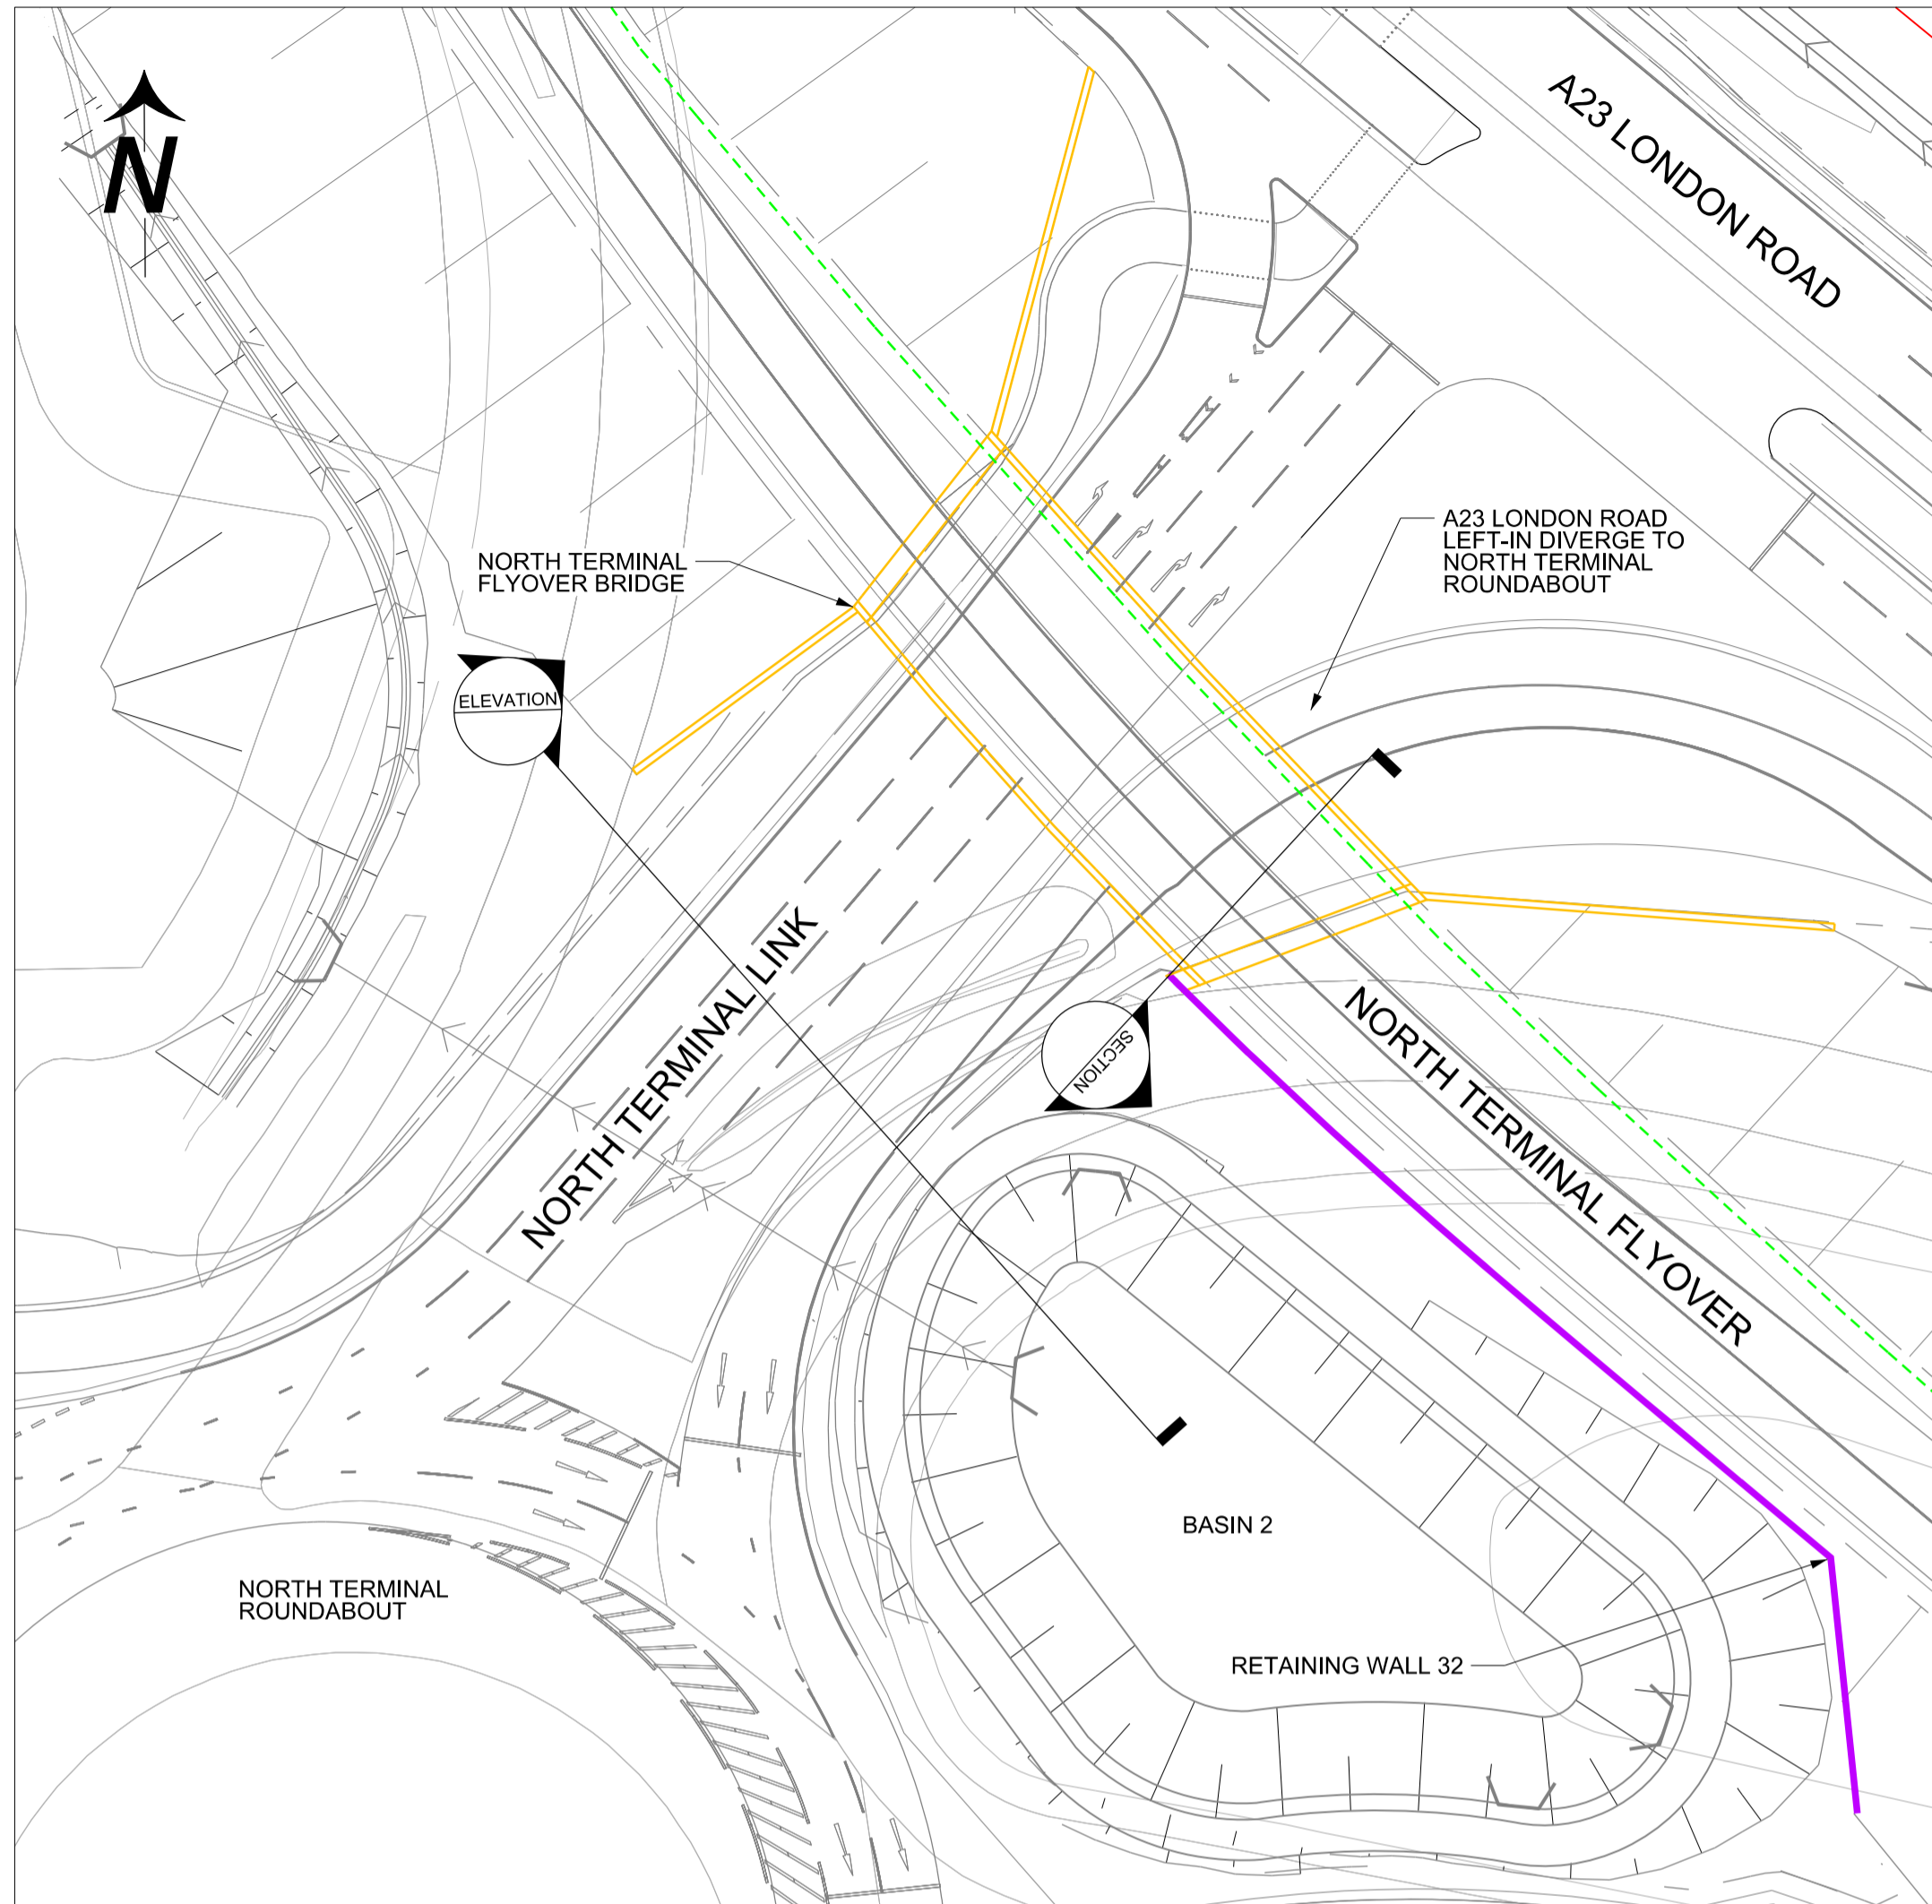 N
A23 LONDON ROAD
NORTH TERMINAL
FLYOVER BRIDGE
A23 LONDON ROAD
LEFT-IN DIVERGE TO
NORTH TERMINAL
ROUNDABOUT
ELEVATION
NORTH TERMINAL LINK
SECTION
NORTH TERMINAL FLYOVER
BASIN 2
NORTH TERMINAL
ROUNDABOUT
RETAINING WALL 32